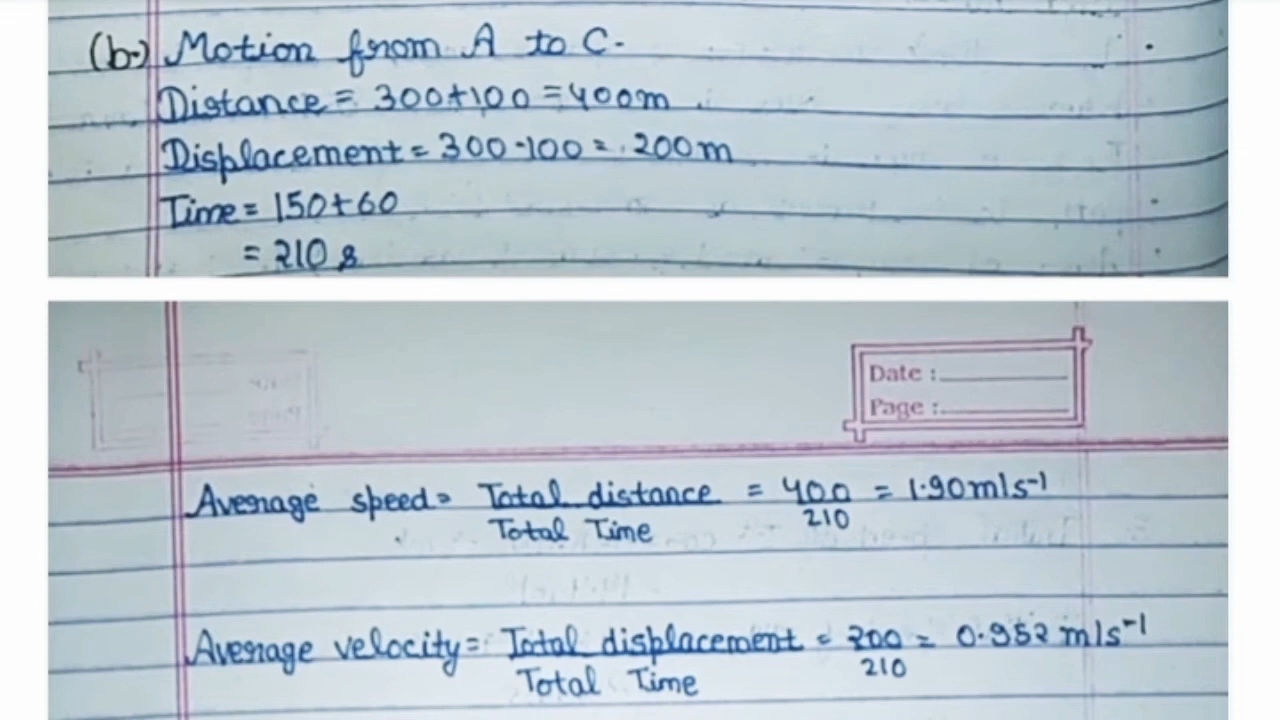 (b.) Motion from A to C.
Distance = 300+100 = 400m
Displacement = 300-100 = 200m
Time = 150+60
= 210 s
Date :
Page :
Average speed = Total distance = 400 = 1.90 m/s-1
Total Time 210
Average velocity = Total displacement = 200 = 0.952 m/s-1
Total Time 210